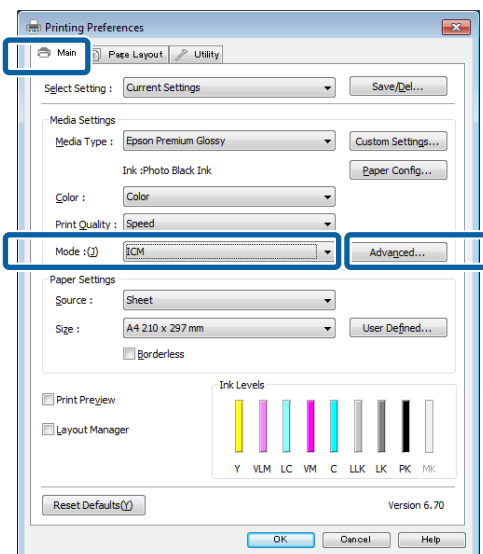 Printing Preferences
Main Page Layout Utility
Select Setting : Current Settings Save/Del...
Media Settings
Media Type : Epson Premium Glossy Custom Settings...
Ink :Photo Black Ink Paper Config...
Color : Color
Print Quality : Speed
Mode :(J) ICM Advanced...
Paper Settings
Source : Sheet
Size : A4 210 x 297 mm User Defined...
Borderless
Print Preview
Layout Manager
Ink Levels
Y VLM LC VM C LLK LK PK MK
Reset Defaults(Y) Version 6.70
OK Cancel Help